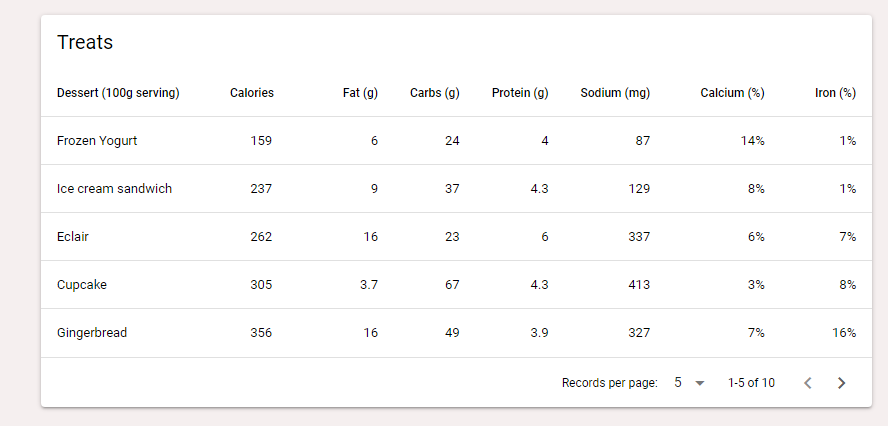 Treats
Dessert (100g serving) Calories Fat (g) Carbs (g) Protein (g) Sodium (mg) Calcium (%) Iron (%)
Frozen Yogurt 159 6 24 4 87 14% 1%
Ice cream sandwich 237 9 37 4.3 129 8% 1%
Eclair 262 16 23 6 337 6% 7%
Cupcake 305 3.7 67 4.3 413 3% 8%
Gingerbread 356 16 49 3.9 327 7% 16%
Records per page: 5 1-5 of 10